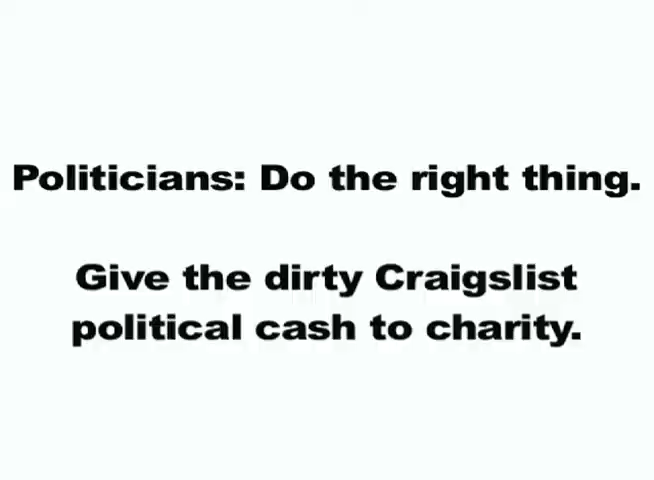 Politicians: Do the right thing.
Give the dirty Craigslist
political cash to charity.